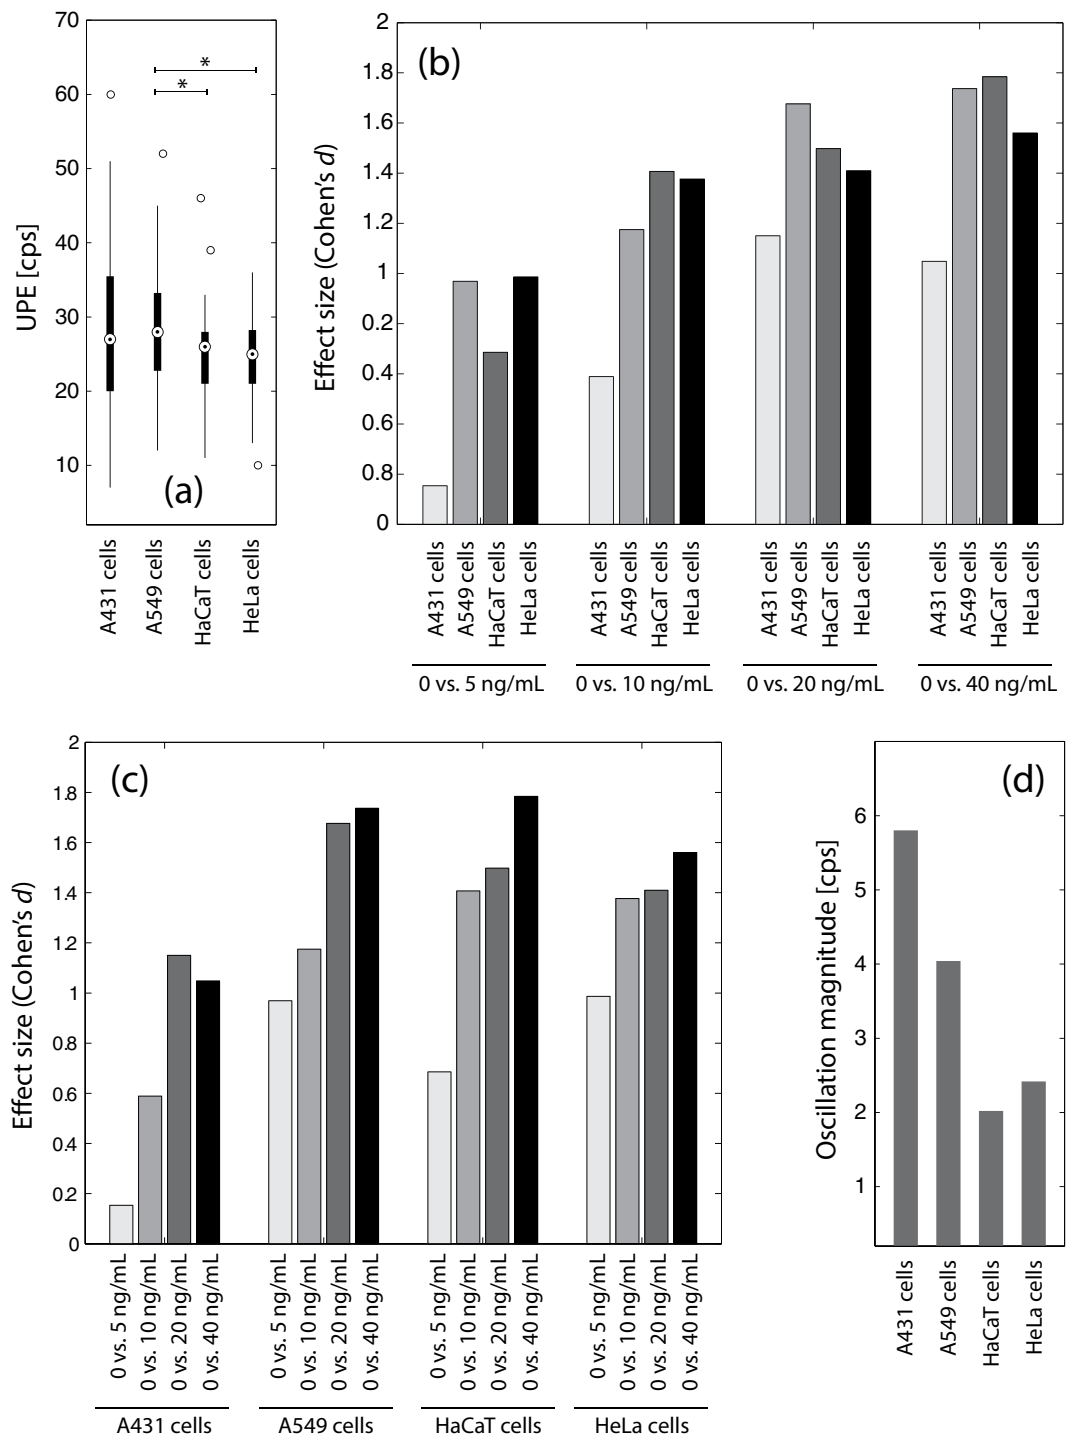 70
60
50
40
30
20
10
UPE [cps]
*
*
(a)
A431 cells
A549 cells
HaCaT cells
HeLa cells
2
1.8
1.6
1.4
1.2
1
0.2
0.4
0.6
0.8
0
Effect size (Cohen's d)
(b)
A431 cells
A549 cells
HaCaT cells
HeLa cells
A431 cells
A549 cells
HaCaT cells
HeLa cells
A431 cells
A549 cells
HaCaT cells
HeLa cells
A431 cells
A549 cells
HaCaT cells
HeLa cells
0 vs. 5 ng/mL
0 vs. 10 ng/mL
0 vs. 20 ng/mL
0 vs. 40 ng/mL
2
1.8
1.6
1.4
1.2
1
0.8
0.6
0.4
0.2
0
Effect size (Cohen's d)
(c)
0 vs. 5 ng/mL
0 vs. 10 ng/mL
0 vs. 20 ng/mL
0 vs. 40 ng/mL
0 vs. 5 ng/mL
0 vs. 10 ng/mL
0 vs. 20 ng/mL
0 vs. 40 ng/mL
0 vs. 5 ng/mL
0 vs. 10 ng/mL
0 vs. 20 ng/mL
0 vs. 40 ng/mL
0 vs. 5 ng/mL
0 vs. 10 ng/mL
0 vs. 20 ng/mL
0 vs. 40 ng/mL
A431 cells
A549 cells
HaCaT cells
HeLa cells
6
5
4
3
2
1
Oscillation magnitude [cps]
(d)
A431 cells
A549 cells
HaCaT cells
HeLa cells